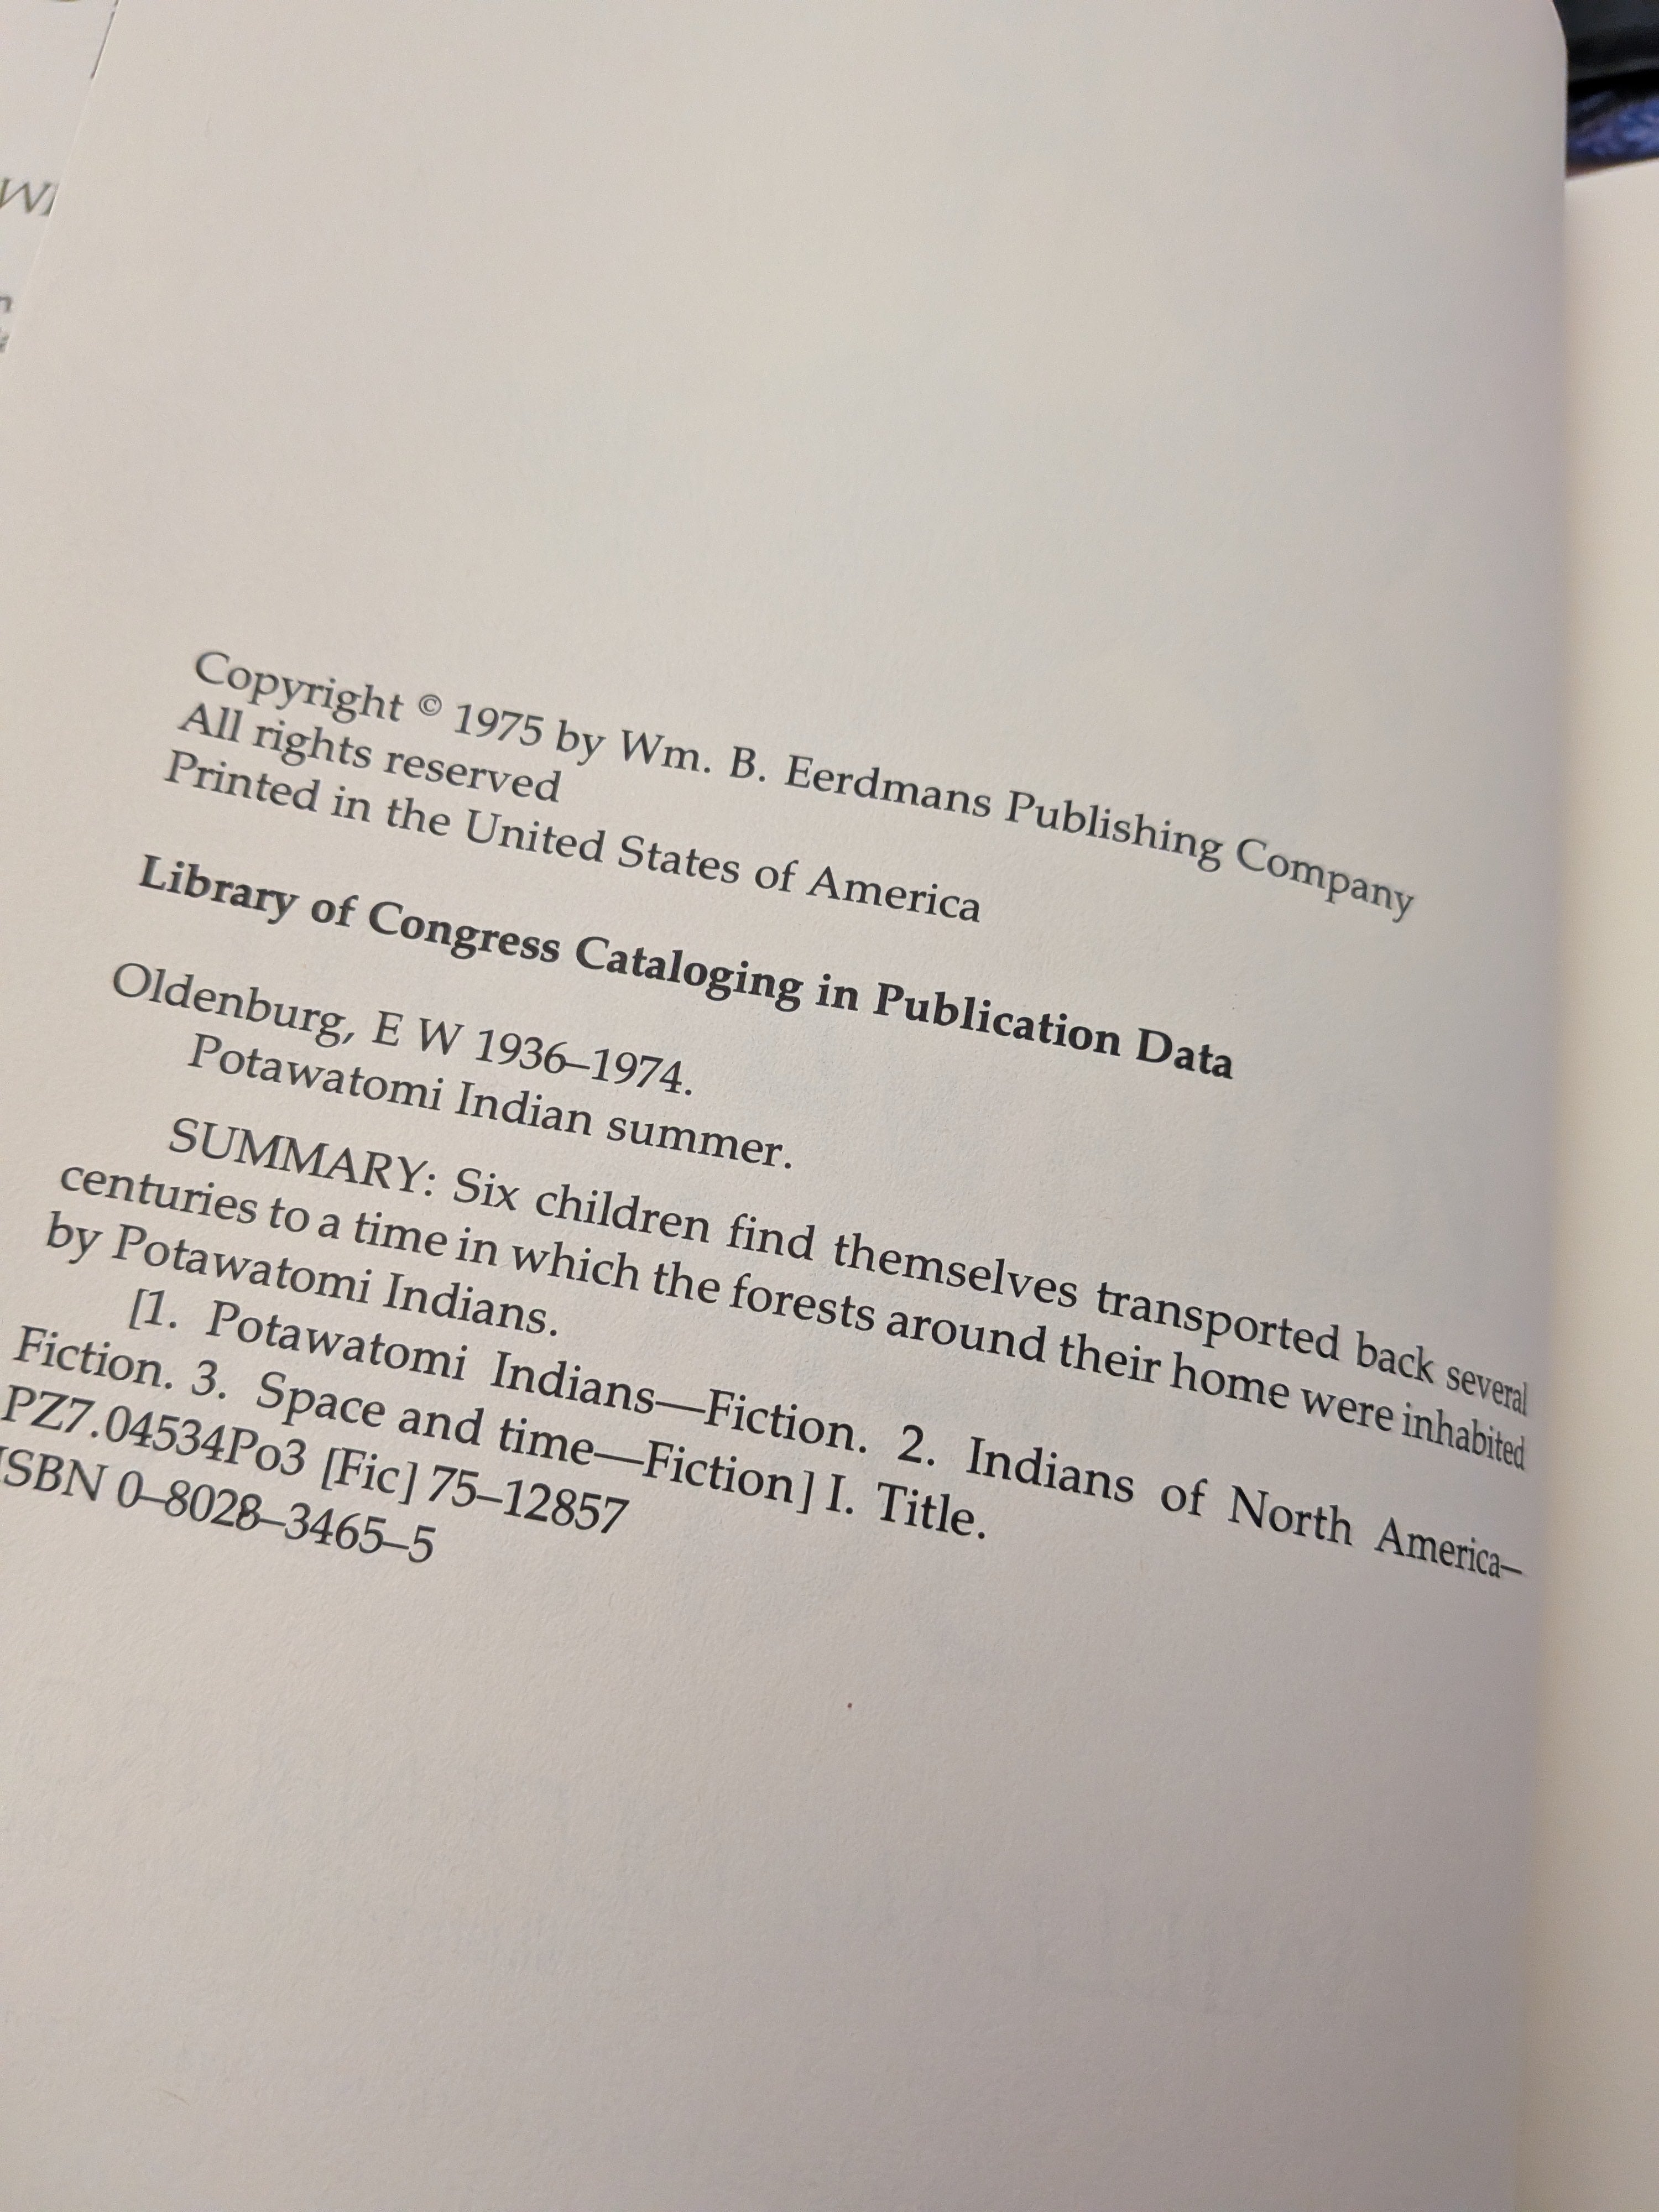 Copyright © 1975 by Wm. B. Eerdmans Publishing Company
All rights reserved
Printed in the United States of America
Library of Congress Cataloging in Publication Data
Oldenburg, E W 1936–1974.
Potawatomi Indian summer.
SUMMARY: Six children find themselves transported back several
centuries to a time in which the forests around their home were inhabited
by Potawatomi Indians.
[1. Potawatomi Indians—Fiction. 2. Indians of North America—
Fiction. 3. Space and time—Fiction] I. Title.
PZ7.04534Po3 [Fic] 75–12857
ISBN 0–8028–3465–5